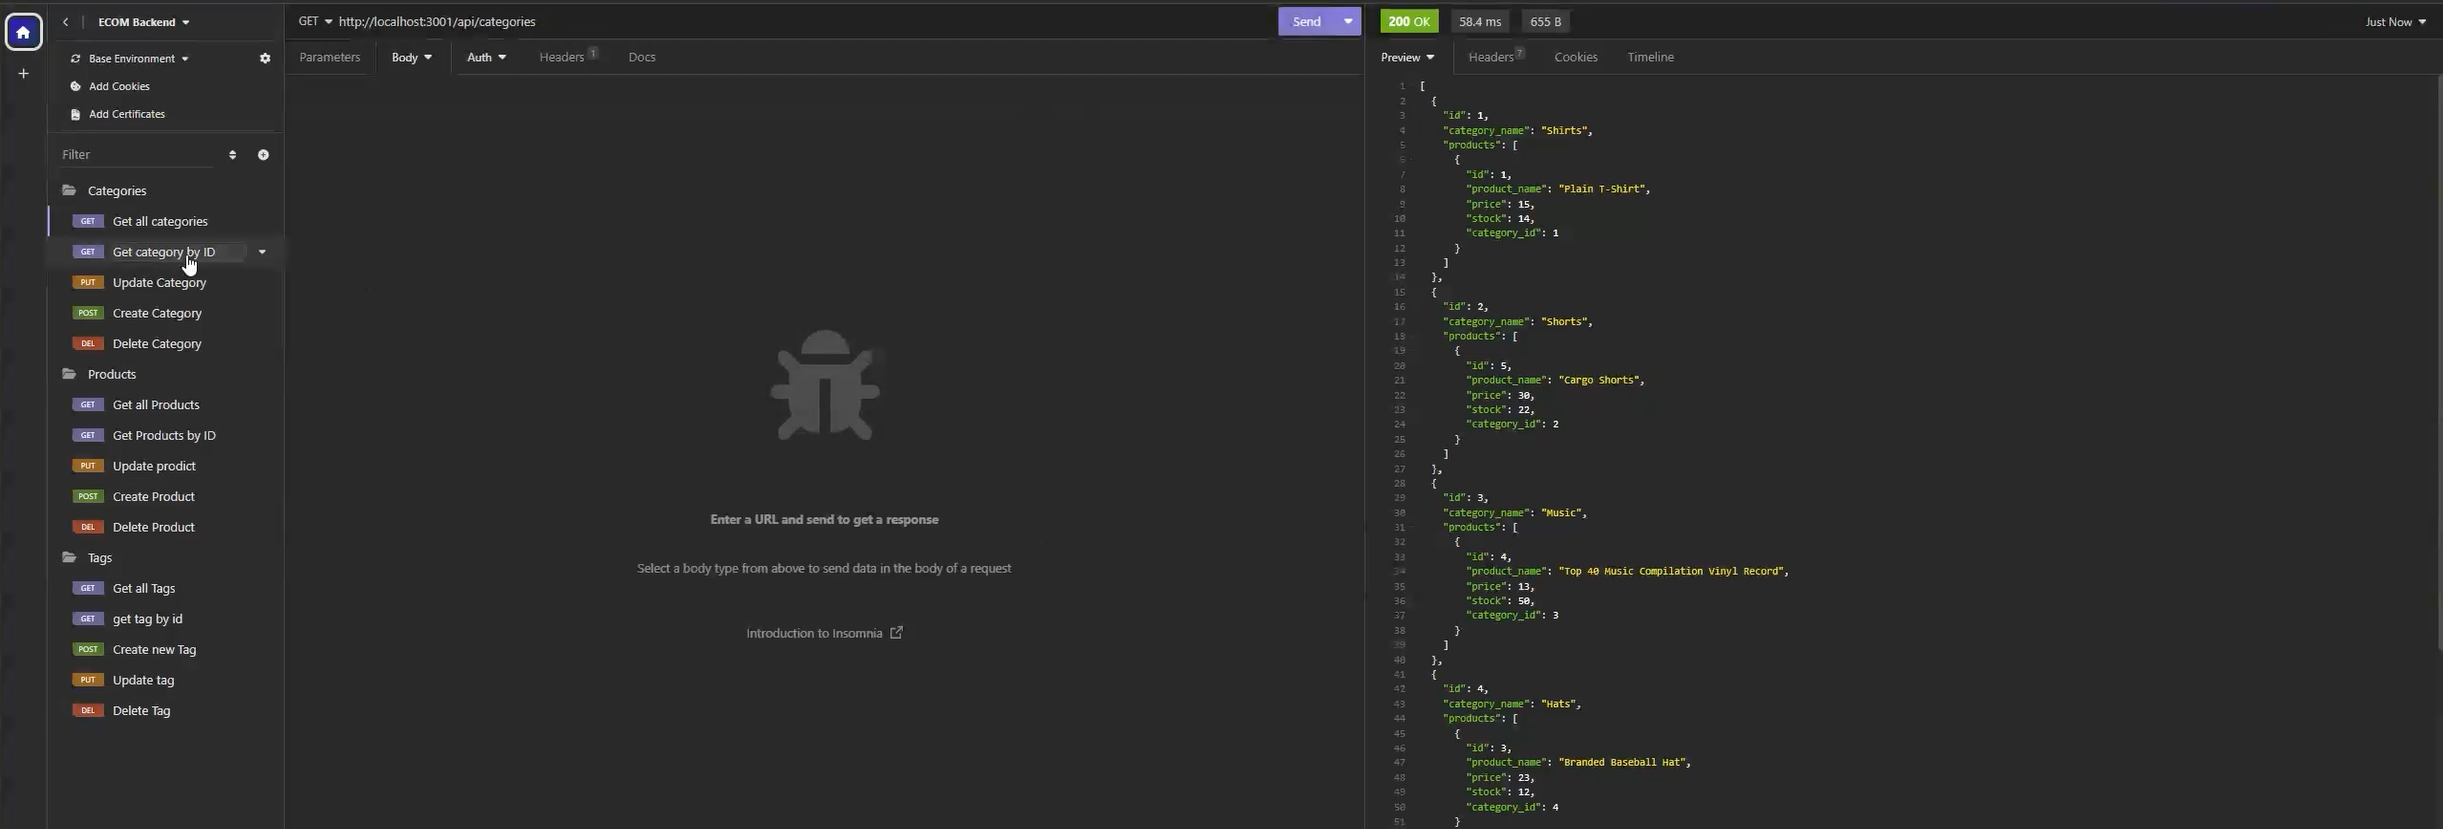 ECOM Backend
Base Environment
Add Cookies
Add Certificates
Filter
Categories
GET Get all categories
GET Get category by ID
PUT Update Category
POST Create Category
DEL Delete Category
Products
GET Get all Products
GET Get Products by ID
PUT Update prodict
POST Create Product
DEL Delete Product
Tags
GET Get all Tags
GET get tag by id
POST Create new Tag
PUT Update tag
DEL Delete Tag
GET http://localhost:3001/api/categories
Send
Parameters Body Auth Headers 1 Docs
Enter a URL and send to get a response
Select a body type from above to send data in the body of a request
Introduction to Insomnia
200 OK 58.4 ms 655 B Just Now
Preview Headers 7 Cookies Timeline
1 [
2 {
3 "id": 1,
4 "category_name": "Shirts",
5 "products": [
6 {
7 "id": 1,
8 "product_name": "Plain T-Shirt",
9 "price": 15,
10 "stock": 14,
11 "category_id": 1
12 }
13 ]
14 },
15 {
16 "id": 2,
17 "category_name": "Shorts",
18 "products": [
19 {
20 "id": 5,
21 "product_name": "Cargo Shorts",
22 "price": 30,
23 "stock": 22,
24 "category_id": 2
25 }
26 ]
27 },
28 {
29 "id": 3,
30 "category_name": "Music",
31 "products": [
32 {
33 "id": 4,
34 "product_name": "Top 40 Music Compilation Vinyl Record",
35 "price": 13,
36 "stock": 50,
37 "category_id": 3
38 }
39 ]
40 },
41 {
42 "id": 4,
43 "category_name": "Hats",
44 "products": [
45 {
46 "id": 3,
47 "product_name": "Branded Baseball Hat",
48 "price": 23,
49 "stock": 12,
50 "category_id": 4
51 }